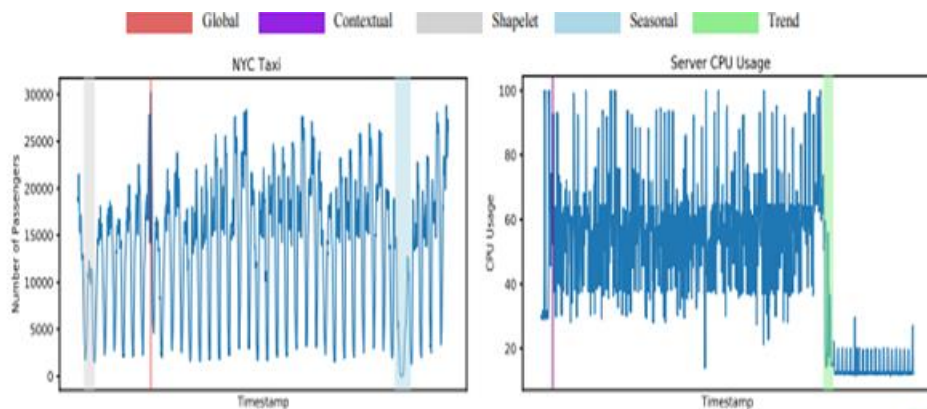 Global Contextual Shapelet Seasonal Trend
NYC Taxi
30000
25000
20000
15000
10000
5000
0
Number of Passengers
Timestamp
Server CPU Usage
100
80
60
40
20
CPU Usage
Timestamp